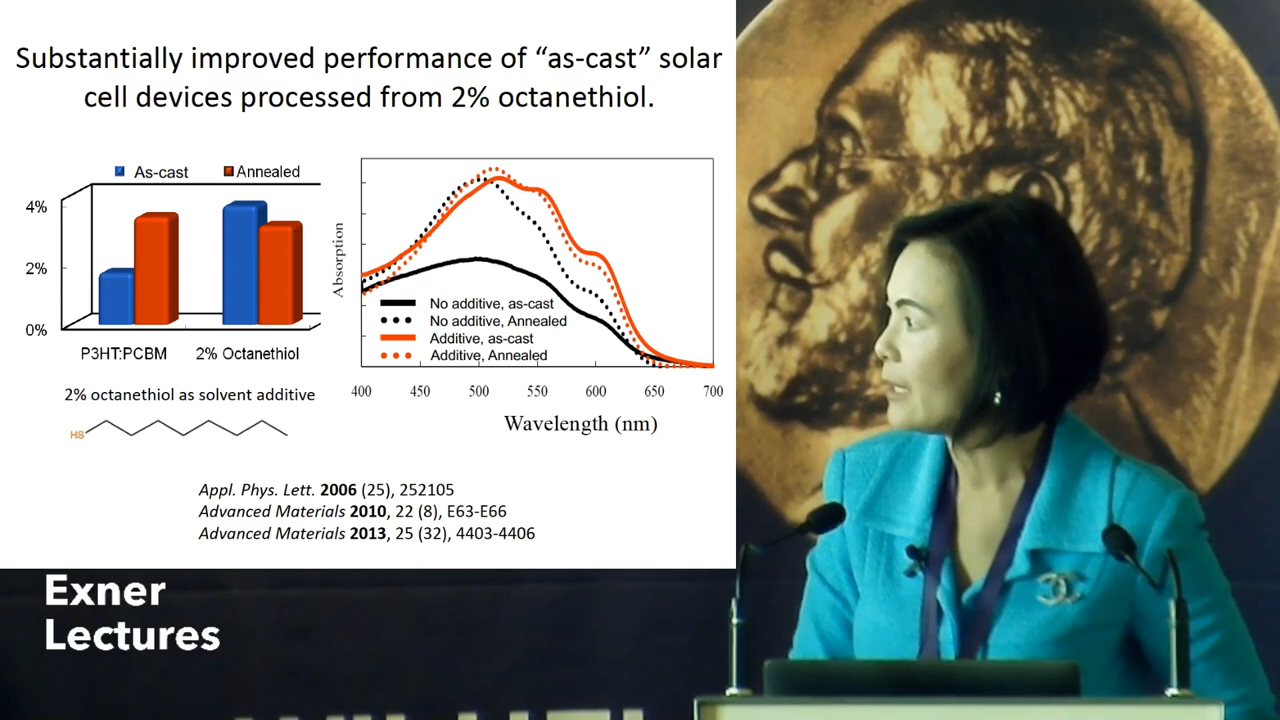 Substantially improved performance of “as-cast” solar
cell devices processed from 2% octanethiol.
As-cast
Annealed
4%
2%
0%
P3HT:PCBM
2% Octanethiol
2% octanethiol as solvent additive
HS
Absorption
No additive, as-cast
No additive, Annealed
Additive, as-cast
Additive, Annealed
400 450 500 550 600 650 700
Wavelength (nm)
Appl. Phys. Lett. 2006 (25), 252105
Advanced Materials 2010, 22 (8), E63-E66
Advanced Materials 2013, 25 (32), 4403-4406
Exner
Lectures